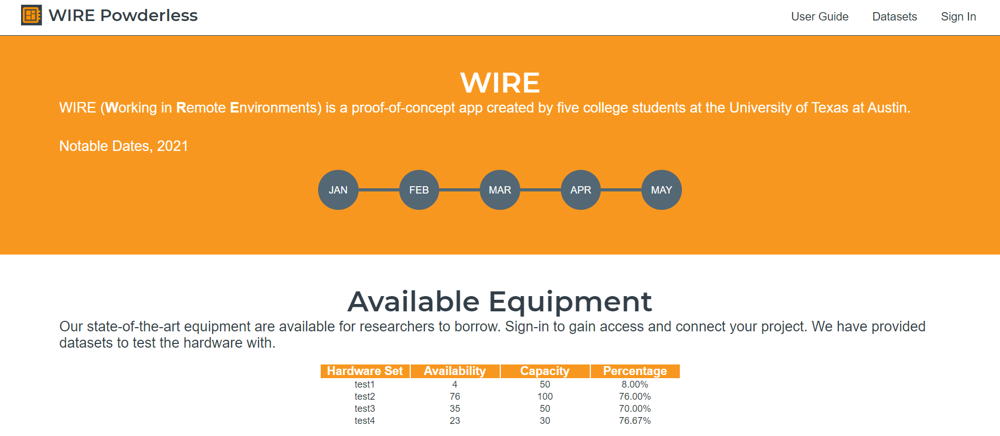 WIRE Powderless
User Guide Datasets Sign In
WIRE
WIRE (Working in Remote Environments) is a proof-of-concept app created by five college students at the University of Texas at Austin.
Notable Dates, 2021
JAN FEB MAR APR MAY
Available Equipment
Our state-of-the-art equipment are available for researchers to borrow. Sign-in to gain access and connect your project. We have provided
datasets to test the hardware with.
Hardware Set Availability Capacity Percentage
test1 4 50 8.00%
test2 76 100 76.00%
test3 35 50 70.00%
test4 23 30 76.67%